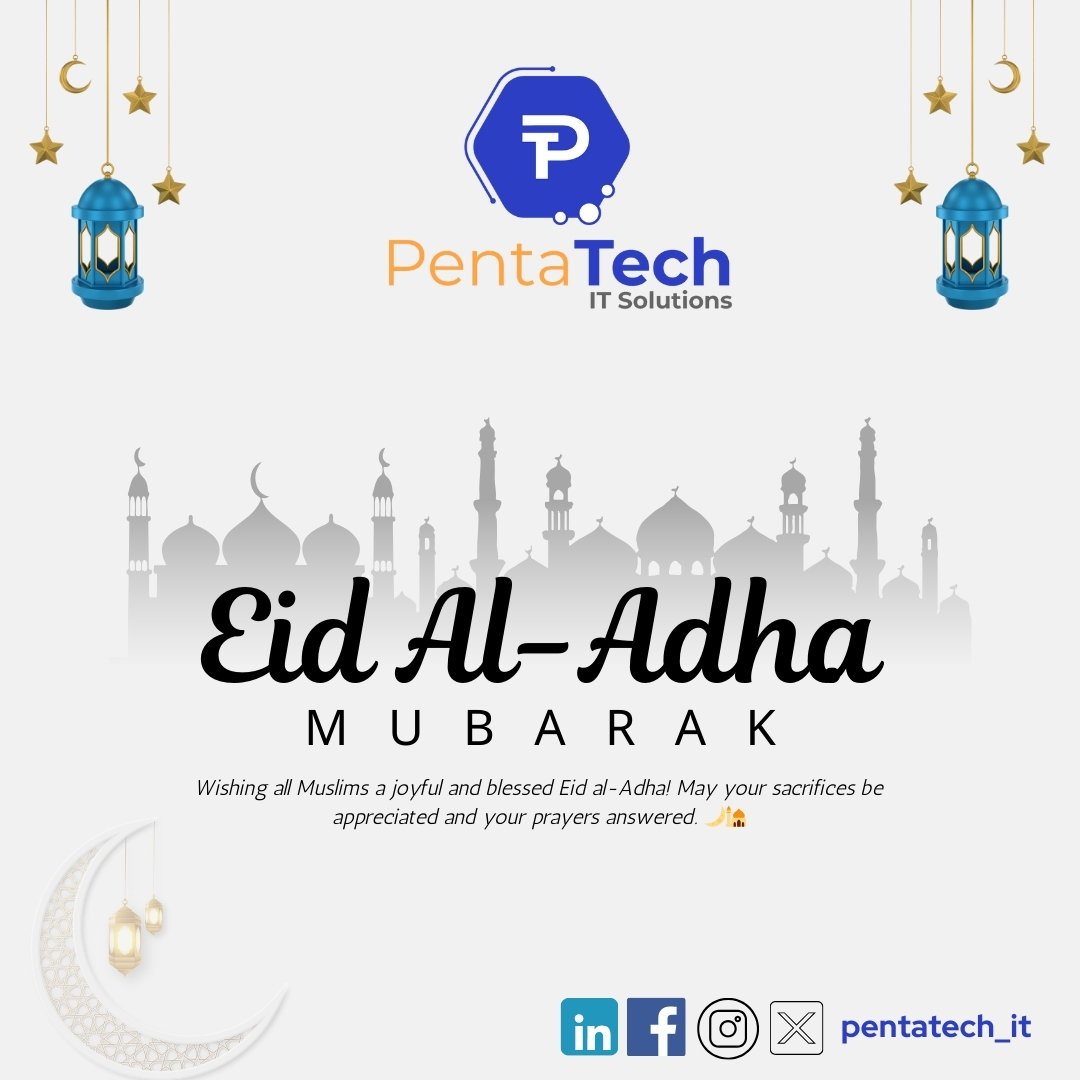 PentaTech
IT Solutions
Eid Al-Adha
MUBARAK
Wishing all Muslims a joyful and blessed Eid al-Adha! May your sacrifices be
appreciated and your prayers answered. 🌙🕌
pentatech_it